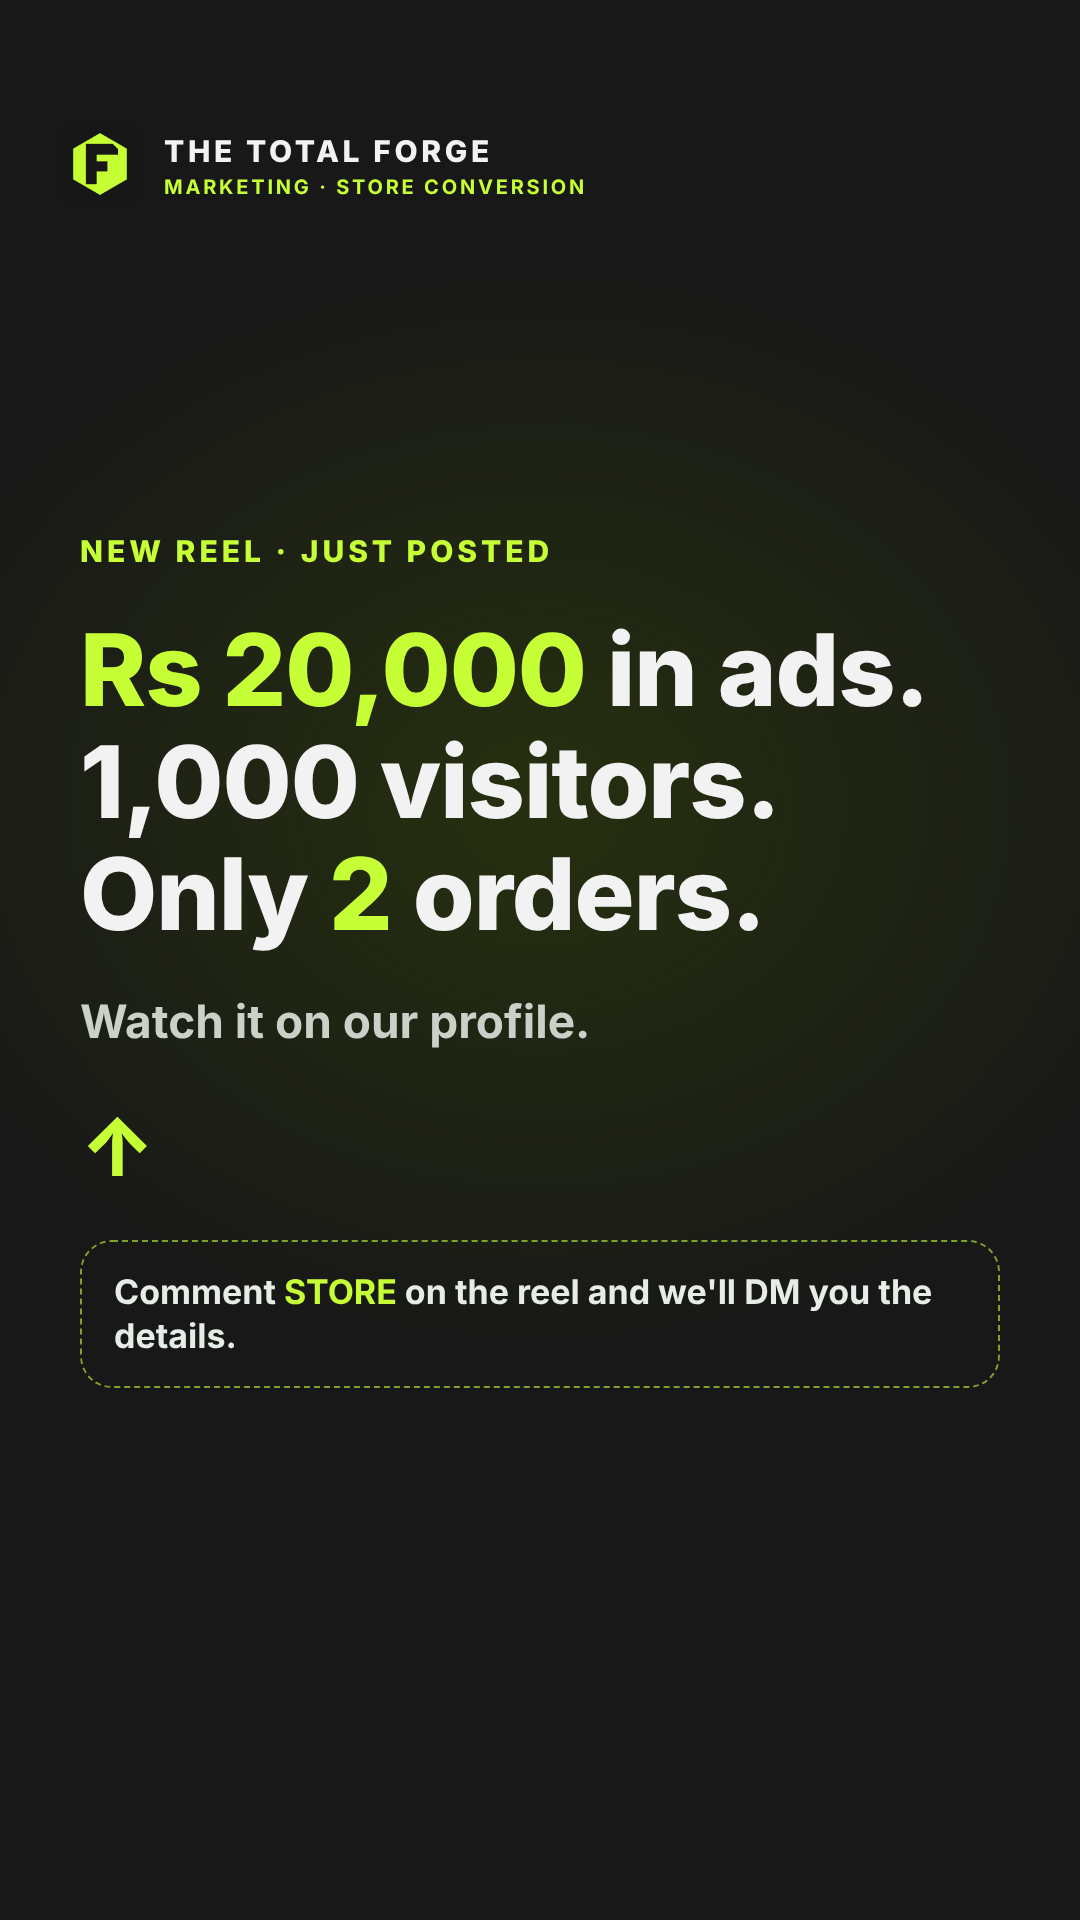 THE TOTAL FORGE
MARKETING · STORE CONVERSION
NEW REEL · JUST POSTED
Rs 20,000 in ads.
1,000 visitors.
Only 2 orders.
Watch it on our profile.
↑
Comment STORE on the reel and we'll DM you the
details.